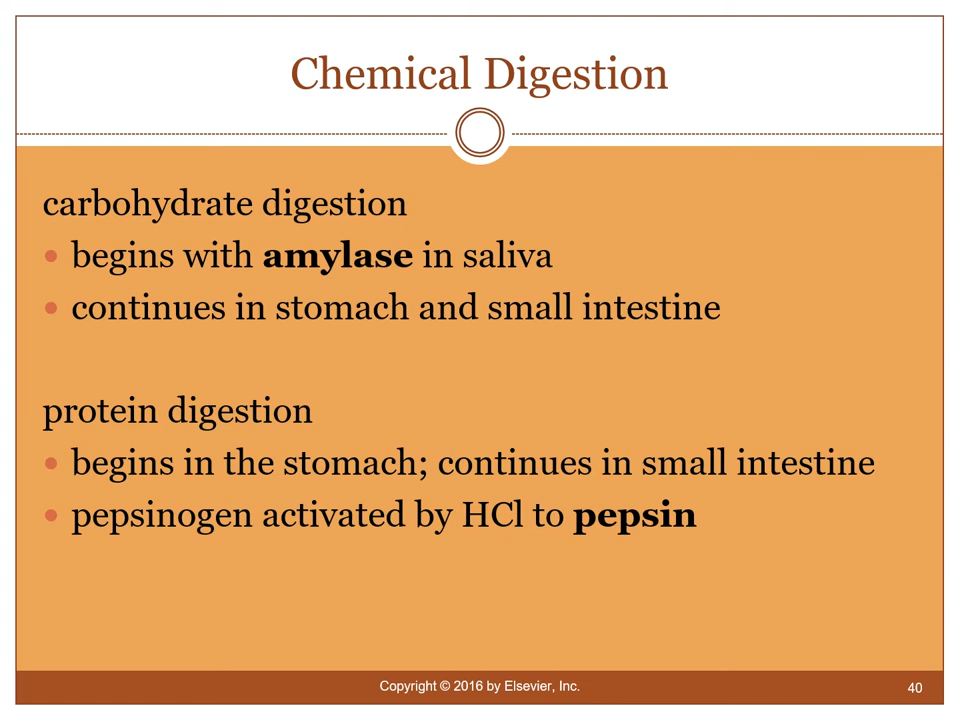 Chemical Digestion
carbohydrate digestion
begins with amylase in saliva
continues in stomach and small intestine
protein digestion
begins in the stomach; continues in small intestine
pepsinogen activated by HCl to pepsin
Copyright © 2016 by Elsevier, Inc.
40